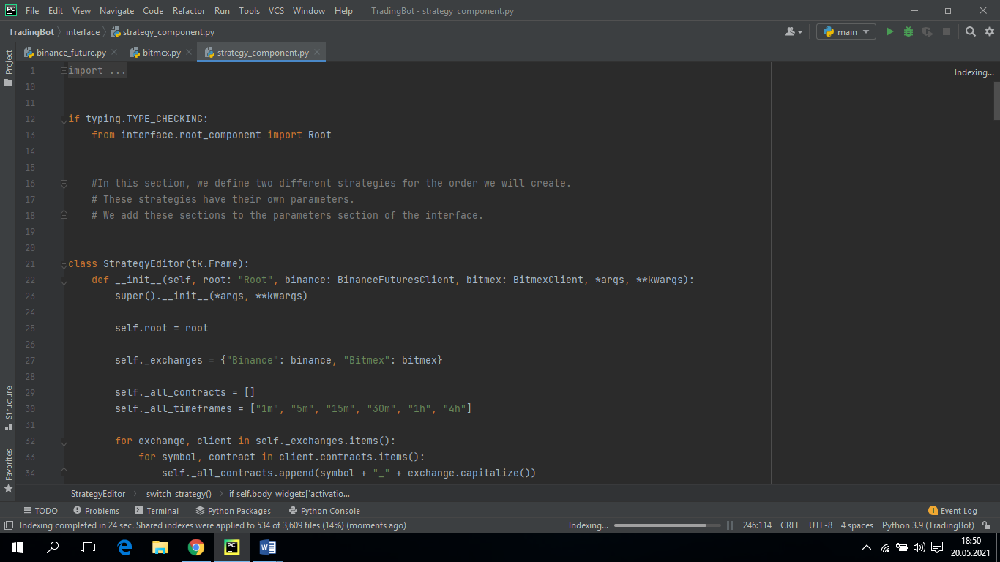 PC File Edit View Navigate Code Refactor Run Tools VCS Window Help TradingBot - strategy_component.py
TradingBot interface strategy_component.py main
Project
binance_future.py bitmex.py strategy_component.py
Indexing...
1 import ...
10
11
12 if typing.TYPE_CHECKING:
13     from interface.root_component import Root
14
15
16     #In this section, we define two different strategies for the order we will create.
17     # These strategies have their own parameters.
18     # We add these sections to the parameters section of the interface.
19
20
21 class StrategyEditor(tk.Frame):
22     def __init__(self, root: "Root", binance: BinanceFuturesClient, bitmex: BitmexClient, *args, **kwargs):
23         super().__init__(*args, **kwargs)
24
25         self.root = root
26
27         self._exchanges = {"Binance": binance, "Bitmex": bitmex}
28
29         self._all_contracts = []
30         self._all_timeframes = ["1m", "5m", "15m", "30m", "1h", "4h"]
31
32         for exchange, client in self._exchanges.items():
33             for symbol, contract in client.contracts.items():
34                 self._all_contracts.append(symbol + "_" + exchange.capitalize())
Structure
Favorites
StrategyEditor _switch_strategy() if self.body_widgets['activatio...
TODO Problems Terminal Python Packages Python Console 1 Event Log
Indexing completed in 24 sec. Shared indexes were applied to 534 of 3,609 files (14%) (moments ago) Indexing... 246:114 CRLF UTF-8 4 spaces Python 3.9 (TradingBot)
PC W 18:50
20.05.2021